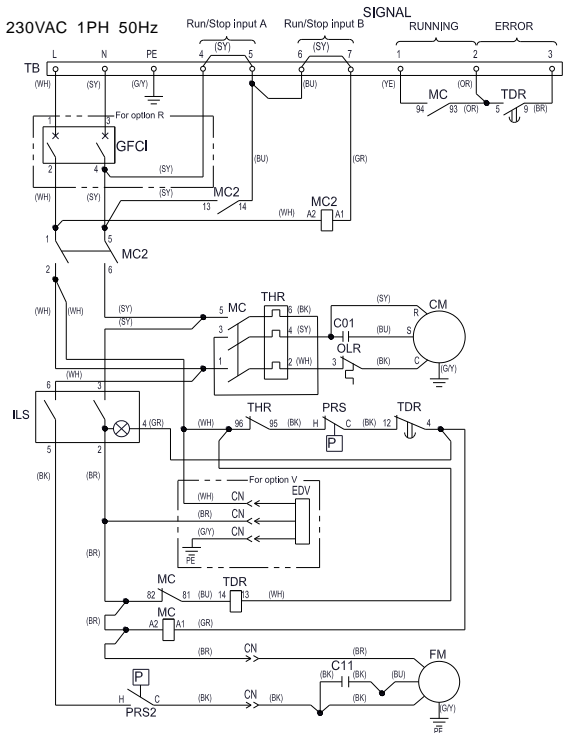 230VAC 1PH 50Hz
Run/Stop input A
Run/Stop input B
SIGNAL
RUNNING
ERROR
(SY)
(SY)
L N PE 4 5 6 7 1 2 3
TB
(WH) (SY) (G/Y) (BU) (YE) (OR)
MC TDR
94 93 (OR) 5 9 (BR)
For option R
1 3
GFCI
2 4
(SY)
(BU)
(GR)
(WH) (SY) (SY)
MC2
13 14
MC2
(WH) A2 A1
1 5
MC2
2 6
(WH) (WH)
(SY)
(SY)
MC THR
5 6 (BK)
3 4 (SY)
1 2 (WH)
(SY)
C01
(BU)
OLR
3 (BK)
R
S
C
CM
(G/Y)
(WH)
6 3
ILS
4 (GR)
5 2
(BK) (BR)
THR PRS TDR
(WH) 96 95 (BK) H C (BK) 12 4
P
For option V
EDV
(WH) CN
(BR) CN
(G/Y) CN
PE
(BR)
MC TDR
82 81 (BU) 14 13 (WH)
MC
(BR) A2 A1 (GR)
(BR) CN (BR)
FM
C11
(BK) (BK) (BU)
P
H C (BK) CN (BK) (BK)
PRS2
(G/Y)
PE